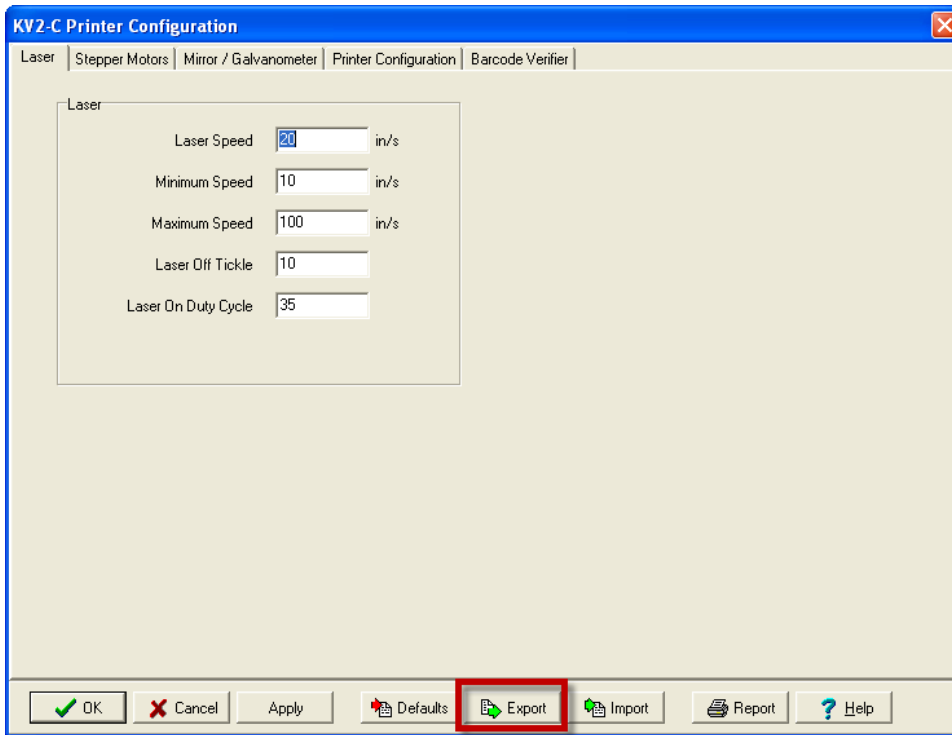 KV2-C Printer Configuration
Laser Stepper Motors Mirror / Galvanometer Printer Configuration Barcode Verifier
Laser
Laser Speed 20 in/s
Minimum Speed 10 in/s
Maximum Speed 100 in/s
Laser Off Tickle 10
Laser On Duty Cycle 35
OK Cancel Apply Defaults Export Import Report ? Help